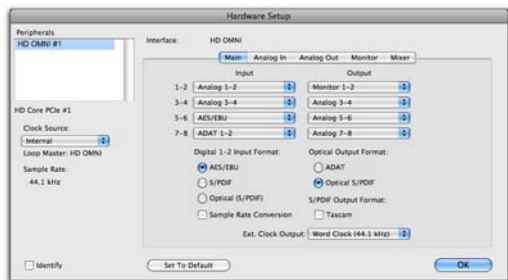 Hardware Setup
Peripherals
HD OMNI #1
Interface: HD OMNI
Main Analog In Analog Out Monitor Mixer
Input Output
1-2 Analog 1-2 Monitor 1-2
3-4 Analog 3-4 Analog 3-4
5-6 AES/EBU Analog 5-6
7-8 ADAT 1-2 Analog 7-8
HD Core PCIe #1
Clock Source:
Internal
Loop Master: HD OMNI
Sample Rate:
44.1 kHz
Digital 1-2 Input Format: Optical Output Format:
AES/EBU ADAT
S/PDIF Optical S/PDIF
Optical (S/PDIF) S/PDIF Output Format:
Sample Rate Conversion Tascam
Ext. Clock Output: Word Clock (44.1 kHz)
Identify Set To Default OK